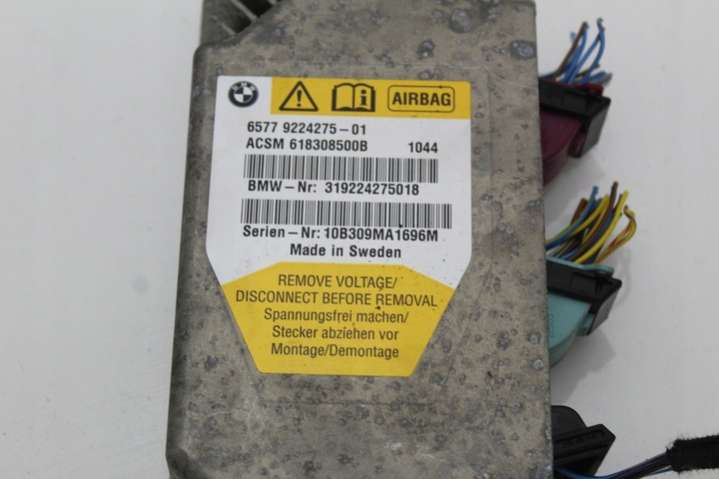 BMW
AIRBAG
6577 9224275-01
ACSM 618308500B 1044
BMW-Nr: 319224275018
Serien-Nr: 10B309MA1696M
Made in Sweden
REMOVE VOLTAGE/
DISCONNECT BEFORE REMOVAL
Spannungsfrei machen/
Stecker abziehen vor
Montage/Demontage